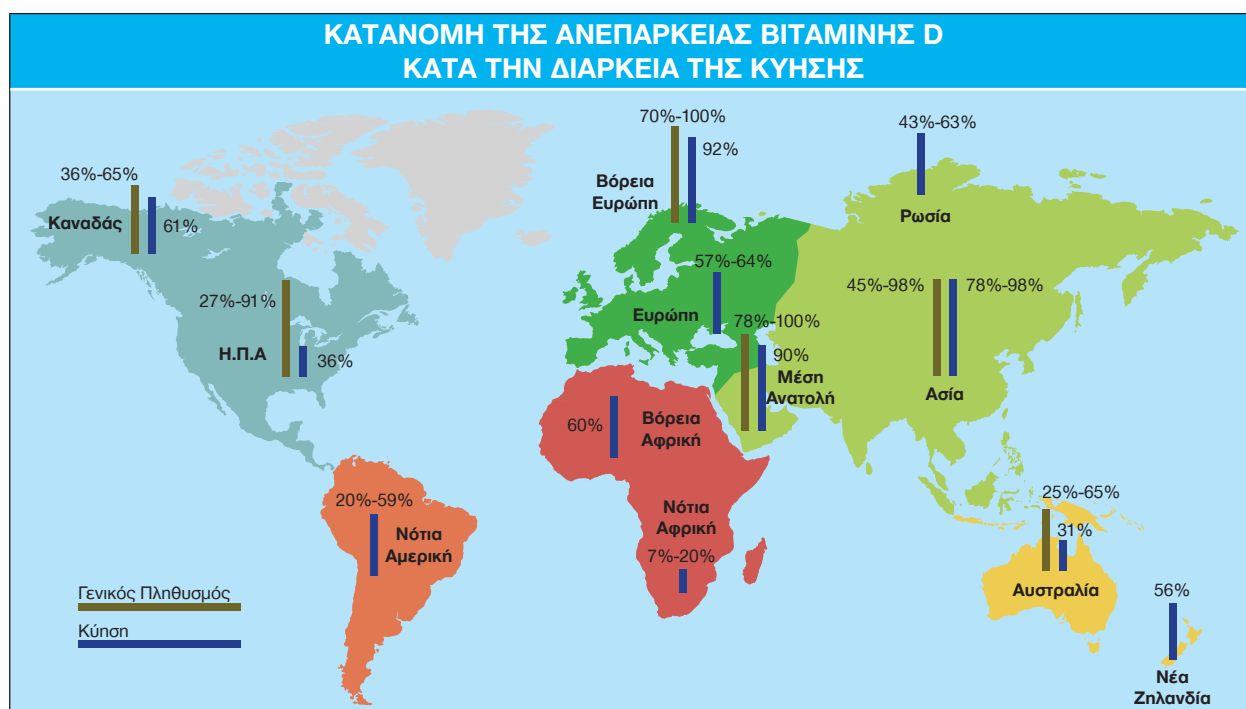 ΚΑΤΑΝΟΜΗ ΤΗΣ ΑΝΕΠΑΡΚΕΙΑΣ ΒΙΤΑΜΙΝΗΣ D
ΚΑΤΑ ΤΗΝ ΔΙΑΡΚΕΙΑ ΤΗΣ ΚΥΗΣΗΣ
36%-65%
Καναδάς
61%
27%-91%
Η.Π.Α
36%
70%-100%
92%
Βόρεια
Ευρώπη
43%-63%
Ρωσία
57%-64%
Ευρώπη
78%-100%
90%
Μέση
Ανατολή
45%-98%
78%-98%
Ασία
60%
Βόρεια
Αφρική
Νότια
Αφρική
7%-20%
20%-59%
Νότια
Αμερική
25%-65%
31%
Αυστραλία
56%
Νέα
Ζηλανδία
Γενικός Πληθυσμός
Κύηση